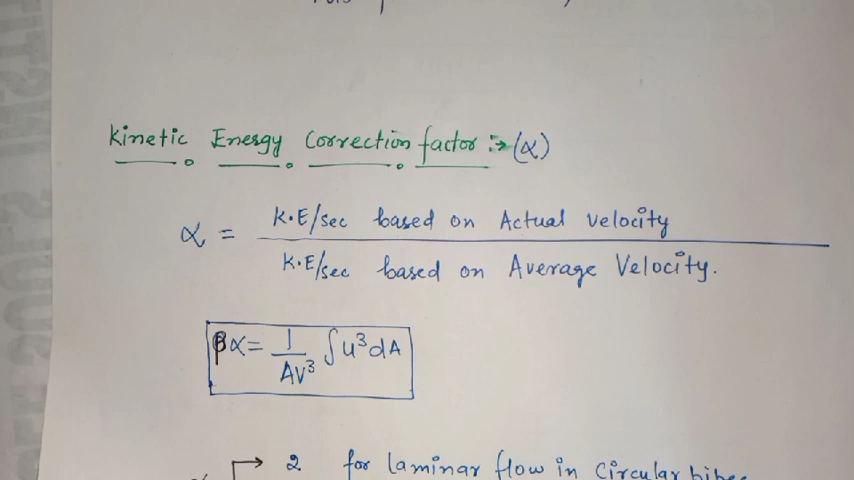 Kinetic Energy Correction factor :→ (α)
α = K.E/sec based on Actual velocity
K.E/sec based on Average Velocity.
βα = 1/AV³ ∫u³dA
→ 2 for laminar flow in Circular pipes